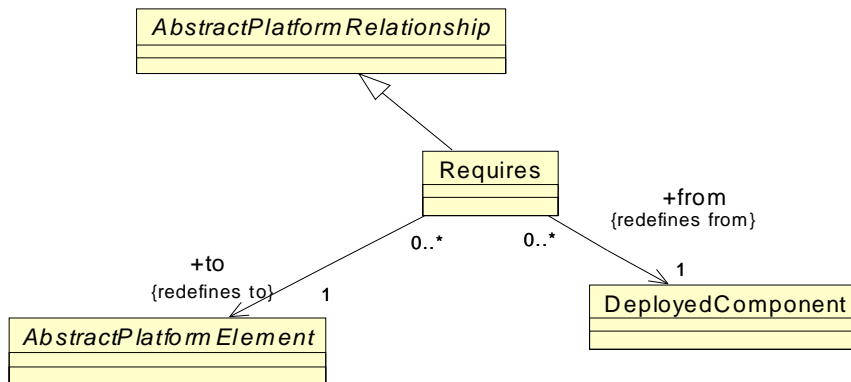 AbstractPlatformRelationship
Requires
+from
{redefines from}
0..*
0..*
+to
{redefines to}
1
1
DeployedComponent
AbstractPlatformElement